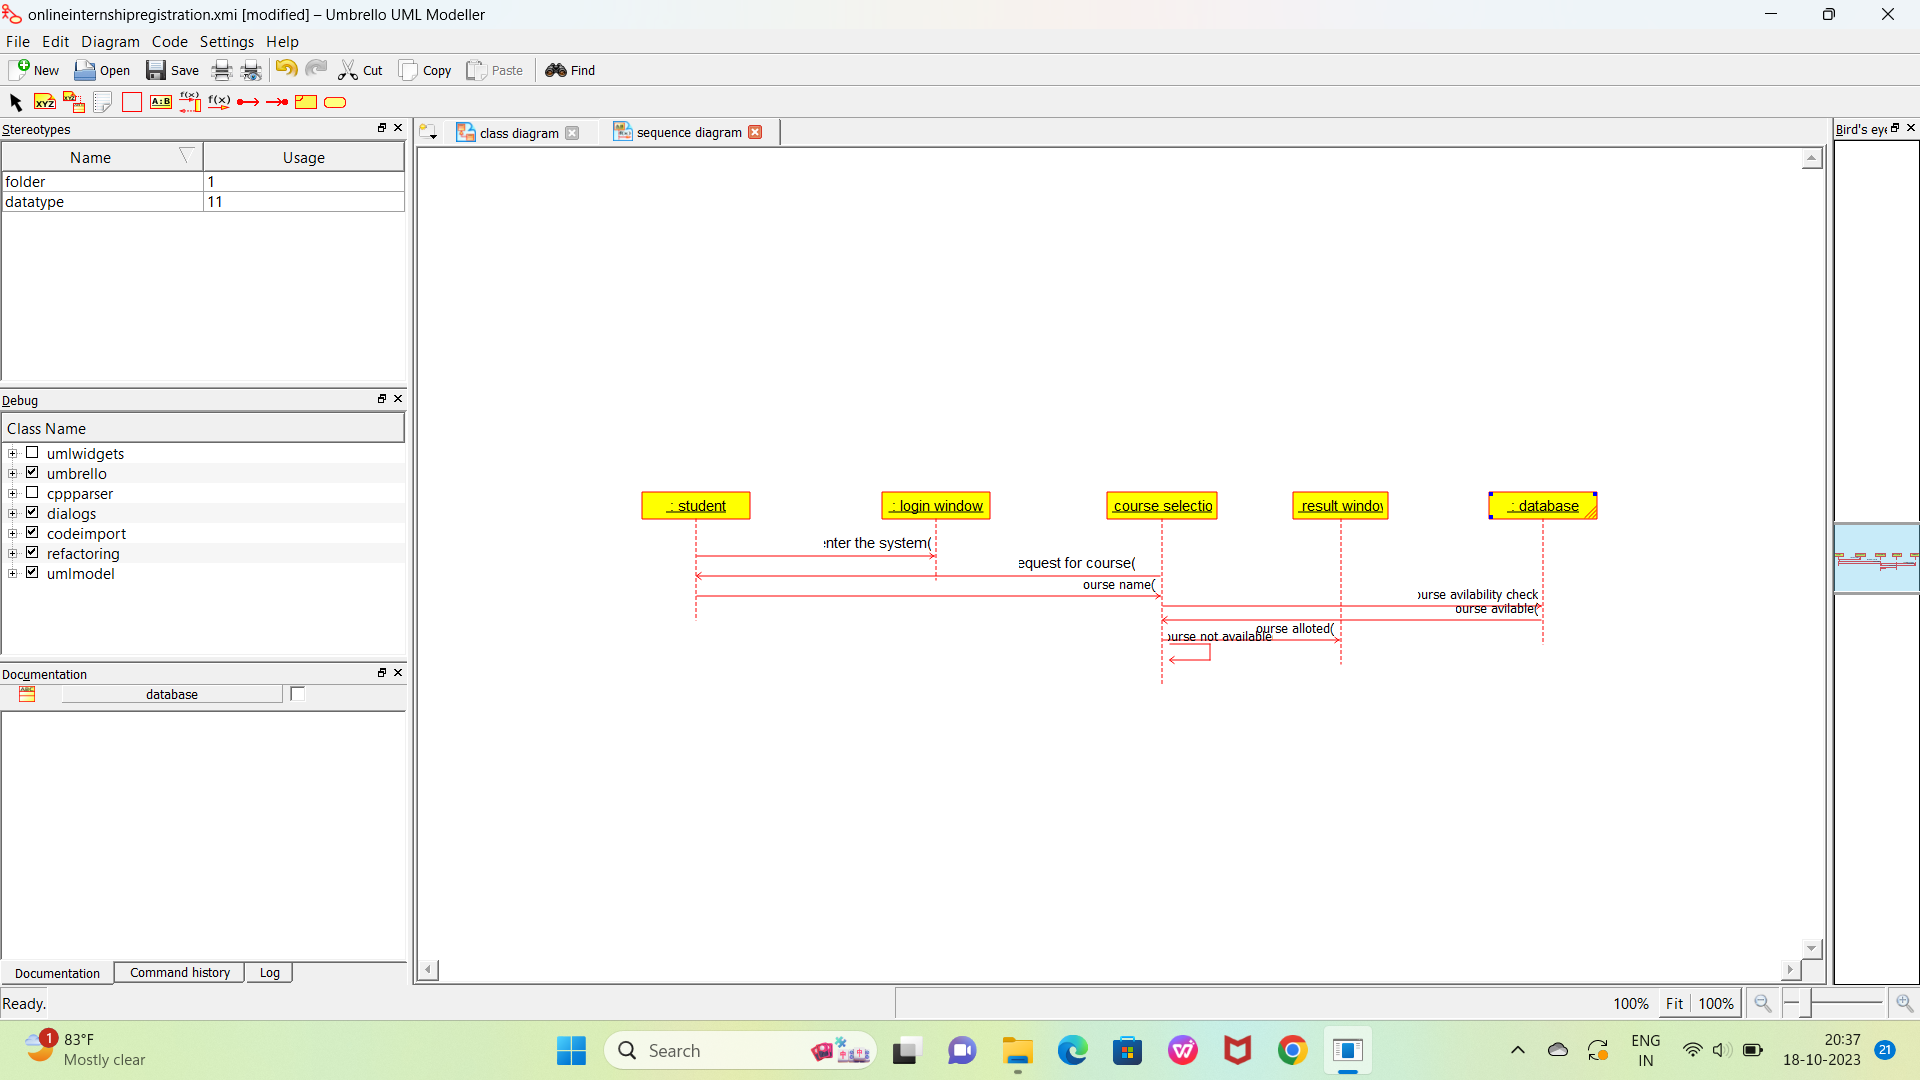 onlineinternshipregistration.xmi [modified] – Umbrello UML Modeller
File Edit Diagram Code Settings Help
New Open Save Cut Copy Paste Find
XYZ XYZ A:B f(x) f(x)
Stereotypes
Name Usage
folder 1
datatype 11
Debug
Class Name
umlwidgets
umbrello
cppparser
dialogs
codeimport
refactoring
umlmodel
Documentation
database
Documentation Command history Log
Ready.
class diagram sequence diagram
Bird's eye
: student : login window course selectio result windov : database
nter the system(
equest for course(
ourse name(
ourse avilability check
ourse avilable(
ourse alloted(
ourse not available
100% Fit 100%
1 83°F
Mostly clear
Search
ENG
IN
20:37
18-10-2023
21